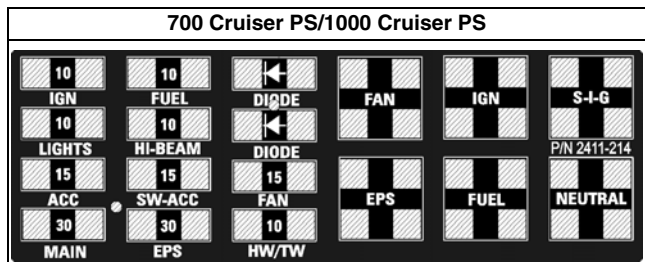 700 Cruiser PS/1000 Cruiser PS
10 10
IGN FUEL DIODE FAN IGN S-I-G
10 10
LIGHTS HI-BEAM DIODE P/N 2411-214
15 15 15
ACC SW-ACC FAN EPS FUEL NEUTRAL
30 30 10
MAIN EPS HW/TW